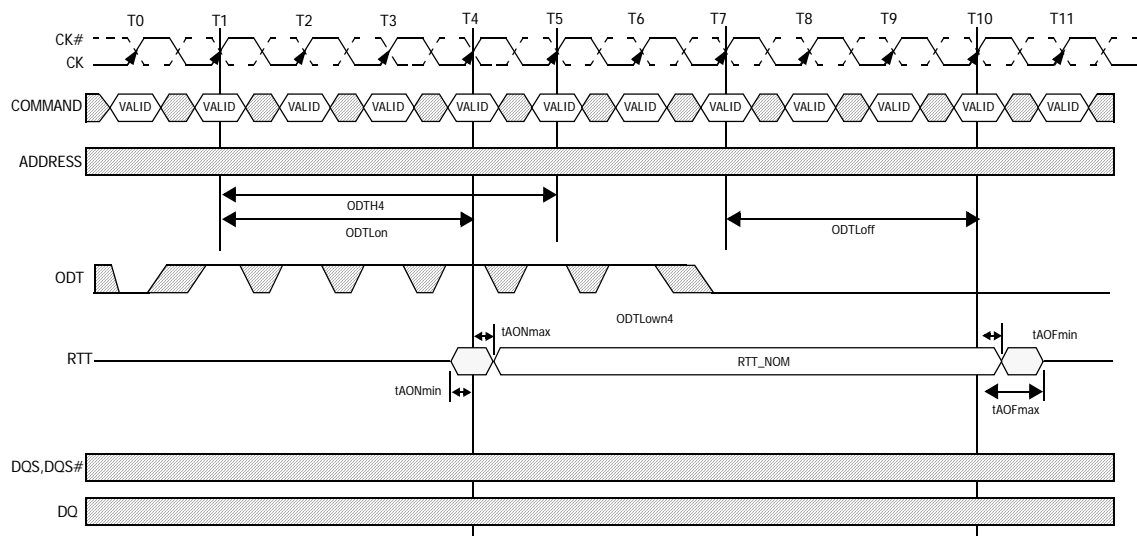 T0 T1 T2 T3 T4 T5 T6 T7 T8 T9 T10 T11
CK#
CK
COMMAND VALID VALID VALID VALID VALID VALID VALID VALID VALID VALID VALID VALID
ADDRESS
ODTH4
ODTLon
ODTLoff
ODT
ODTLown4
tAONmax
tAOFmin
RTT
RTT_NOM
tAONmin
tAOFmax
DQS,DQS#
DQ